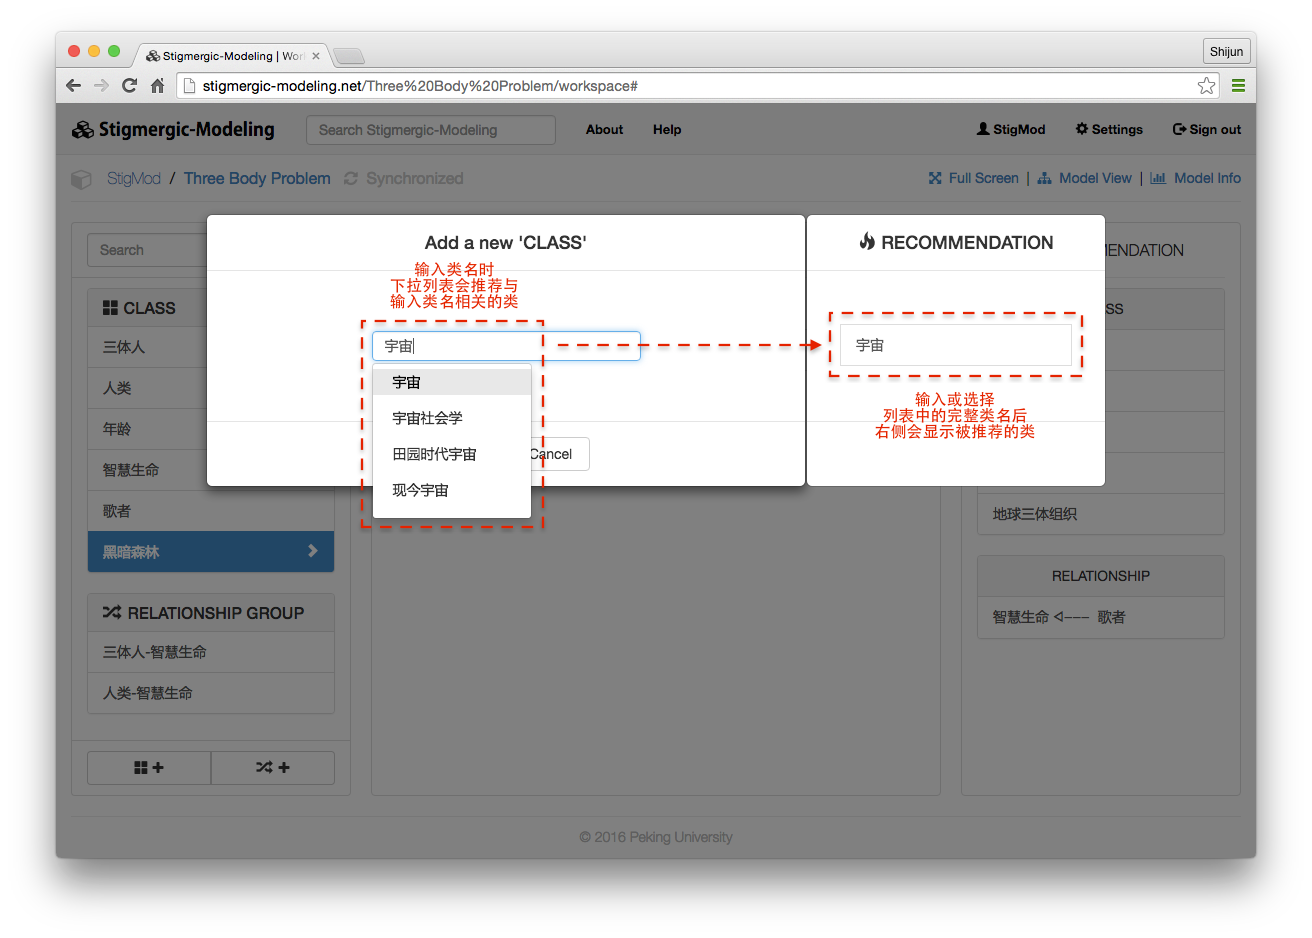 Stigmergic-Modeling | Wor
Shijun
stigmergic-modeling.net/Three%20Body%20Problem/workspace#
Stigmergic-Modeling
Search Stigmergic-Modeling
About
Help
StigMod
Settings
Sign out
StigMod / Three Body Problem
Synchronized
Full Screen | Model View | Model Info
Search
CLASS
三体人
人类
年龄
智慧生命
歌者
黑暗森林
RELATIONSHIP GROUP
三体人-智慧生命
人类-智慧生命
Add a new 'CLASS'
输入类名时
下拉列表会推荐与
输入类名相关的类
宇宙
宇宙
宇宙社会学
田园时代宇宙
现今宇宙
Cancel
RECOMMENDATION
宇宙
输入或选择
列表中的完整类名后
右侧会显示被推荐的类
ENDATION
SS
地球三体组织
RELATIONSHIP
智慧生命 ◁--- 歌者
© 2016 Peking University